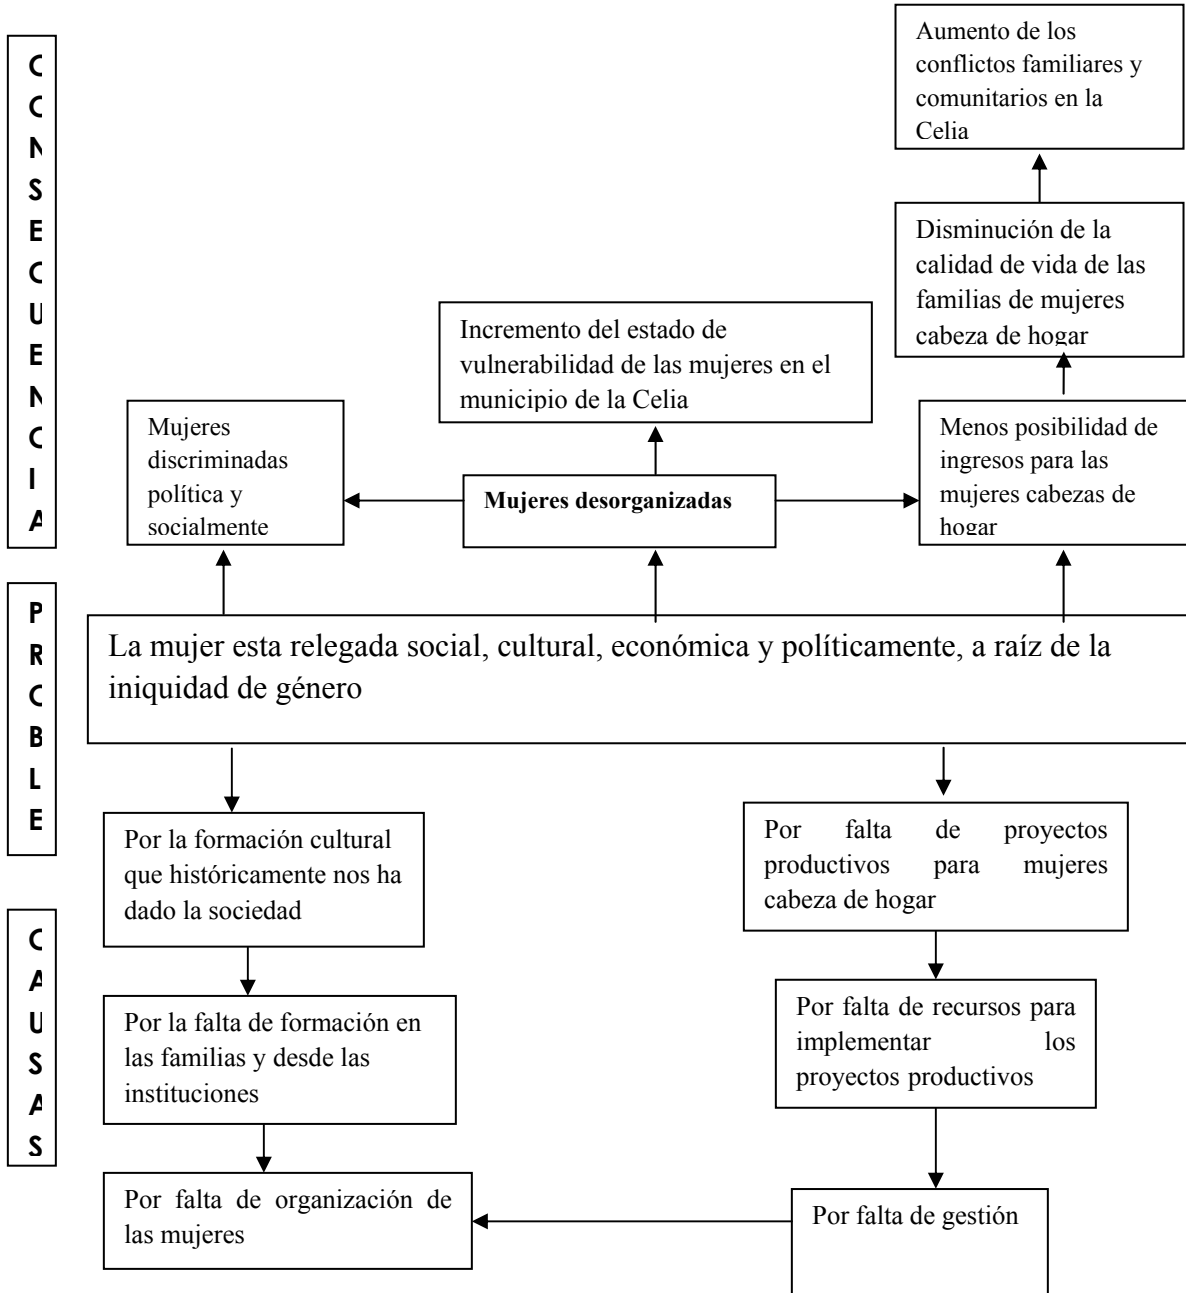 C
O
N
S
E
C
U
E
N
C
I
A
Aumento de los
conflictos familiares y
comunitarios en la
Celia
Disminución de la
calidad de vida de las
familias de mujeres
cabeza de hogar
Incremento del estado de
vulnerabilidad de las mujeres en el
municipio de la Celia
Mujeres
discriminadas
política y
socialmente
Mujeres desorganizadas
Menos posibilidad de
ingresos para las
mujeres cabezas de
hogar
P
R
O
B
L
E
La mujer esta relegada social, cultural, económica y políticamente, a raíz de la
iniquidad de género
Por la formación cultural
que históricamente nos ha
dado la sociedad
Por falta de proyectos
productivos para mujeres
cabeza de hogar
C
A
U
S
A
S
Por la falta de formación en
las familias y desde las
instituciones
Por falta de recursos para
implementar los
proyectos productivos
Por falta de organización de
las mujeres
Por falta de gestión